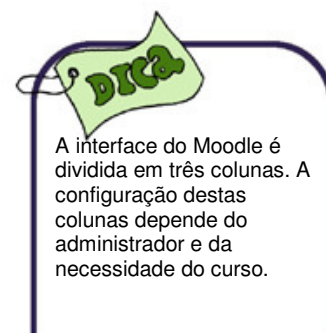 DICA
A interface do Moodle é
dividida em três colunas. A
configuração destas
colunas depende do
administrador e da
necessidade do curso.